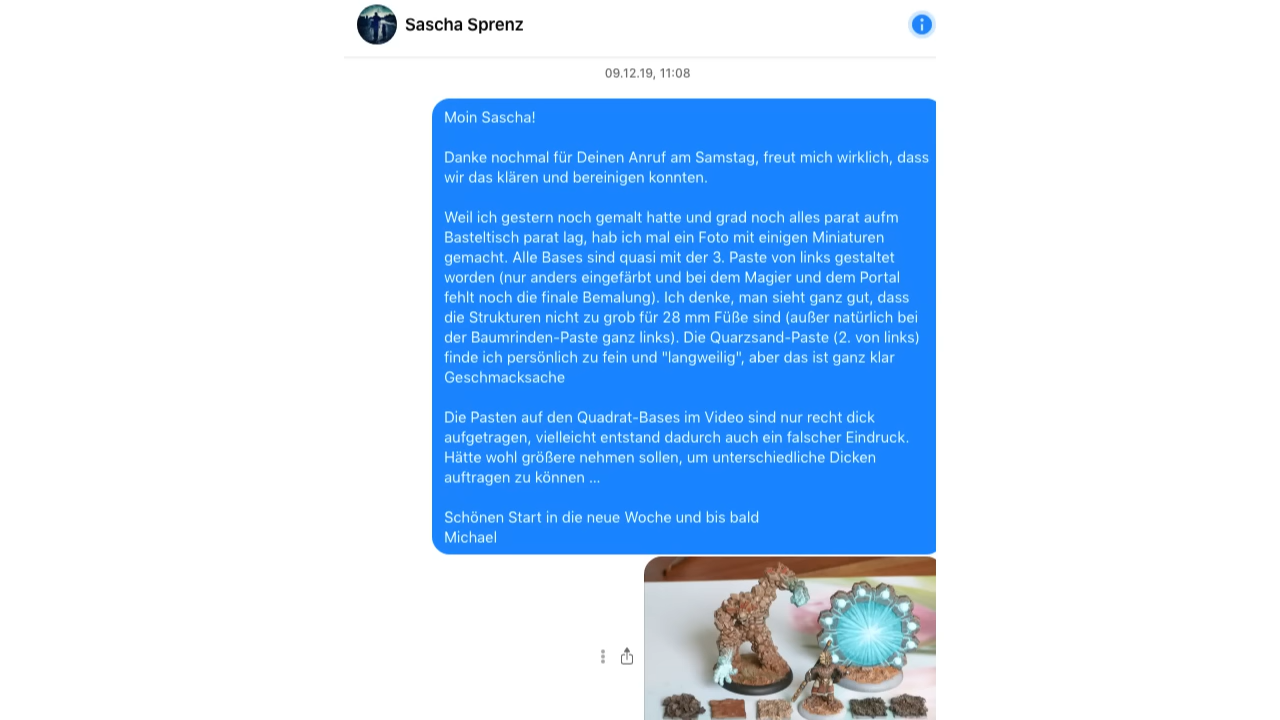 Sascha Sprenz
09.12.19, 11:08
Moin Sascha!
Danke nochmal für Deinen Anruf am Samstag, freut mich wirklich, dass
wir das klären und bereinigen konnten.
Weil ich gestern noch gemalt hatte und grad noch alles parat aufm
Basteltisch parat lag, hab ich mal ein Foto mit einigen Miniaturen
gemacht. Alle Bases sind quasi mit der 3. Paste von links gestaltet
worden (nur anders eingefärbt und bei dem Magier und dem Portal
fehlt noch die finale Bemalung). Ich denke, man sieht ganz gut, dass
die Strukturen nicht zu grob für 28 mm Füße sind (außer natürlich bei
der Baumrinden-Paste ganz links). Die Quarzsand-Paste (2. von links)
finde ich persönlich zu fein und "langweilig", aber das ist ganz klar
Geschmacksache
Die Pasten auf den Quadrat-Bases im Video sind nur recht dick
aufgetragen, vielleicht entstand dadurch auch ein falscher Eindruck.
Hätte wohl größere nehmen sollen, um unterschiedliche Dicken
auftragen zu können ...
Schönen Start in die neue Woche und bis bald
Michael